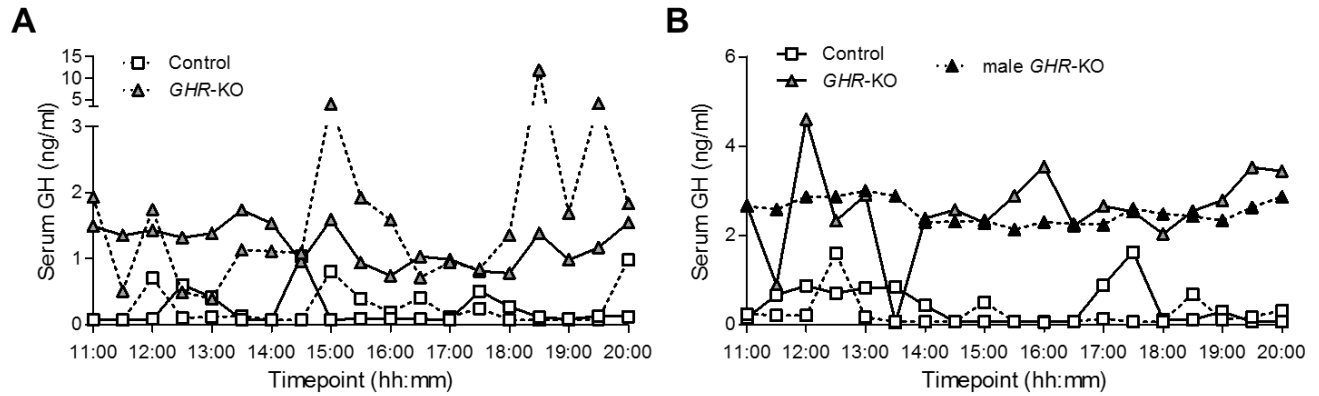 A
Control
GHR-KO
Serum GH (ng/ml)
15
10
5
3
2
1
0
11:00 12:00 13:00 14:00 15:00 16:00 17:00 18:00 19:00 20:00
Timepoint (hh:mm)
B
Control
GHR-KO
male GHR-KO
Serum GH (ng/ml)
6
4
2
0
11:00 12:00 13:00 14:00 15:00 16:00 17:00 18:00 19:00 20:00
Timepoint (hh:mm)